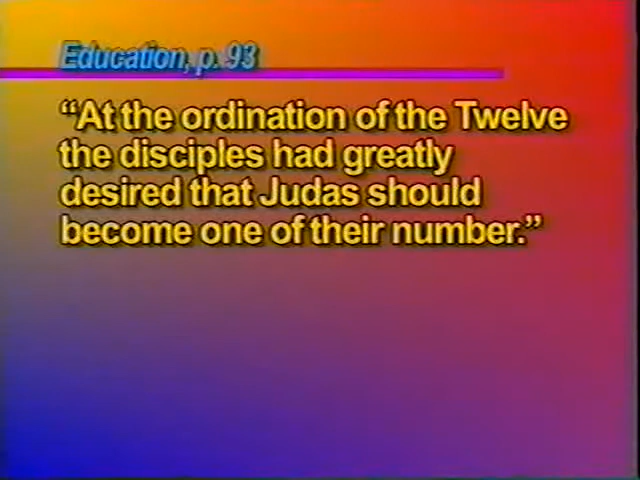 Education, p. 93
“At the ordination of the Twelve
the disciples had greatly
desired that Judas should
become one of their number.”